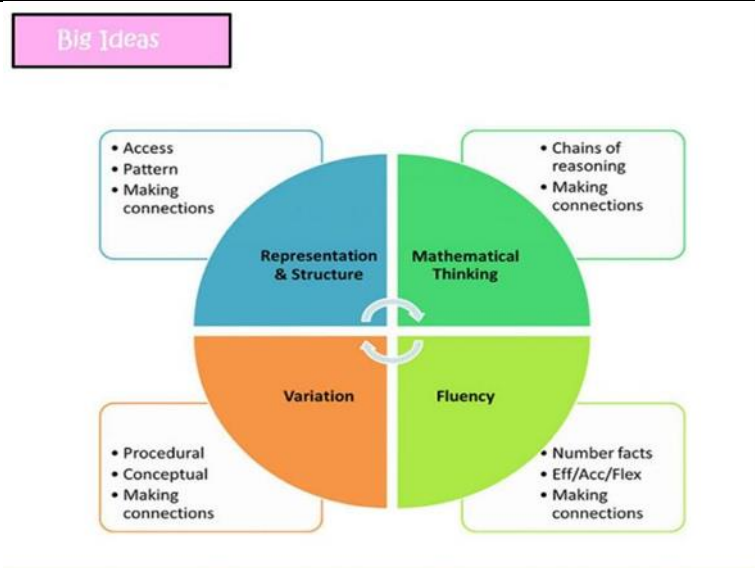 Big Ideas
• Access
• Pattern
• Making
connections
• Chains of
reasoning
• Making
connections
Representation
& Structure
Mathematical
Thinking
Variation
Fluency
• Procedural
• Conceptual
• Making
connections
• Number facts
• Eff/Acc/Flex
• Making
connections